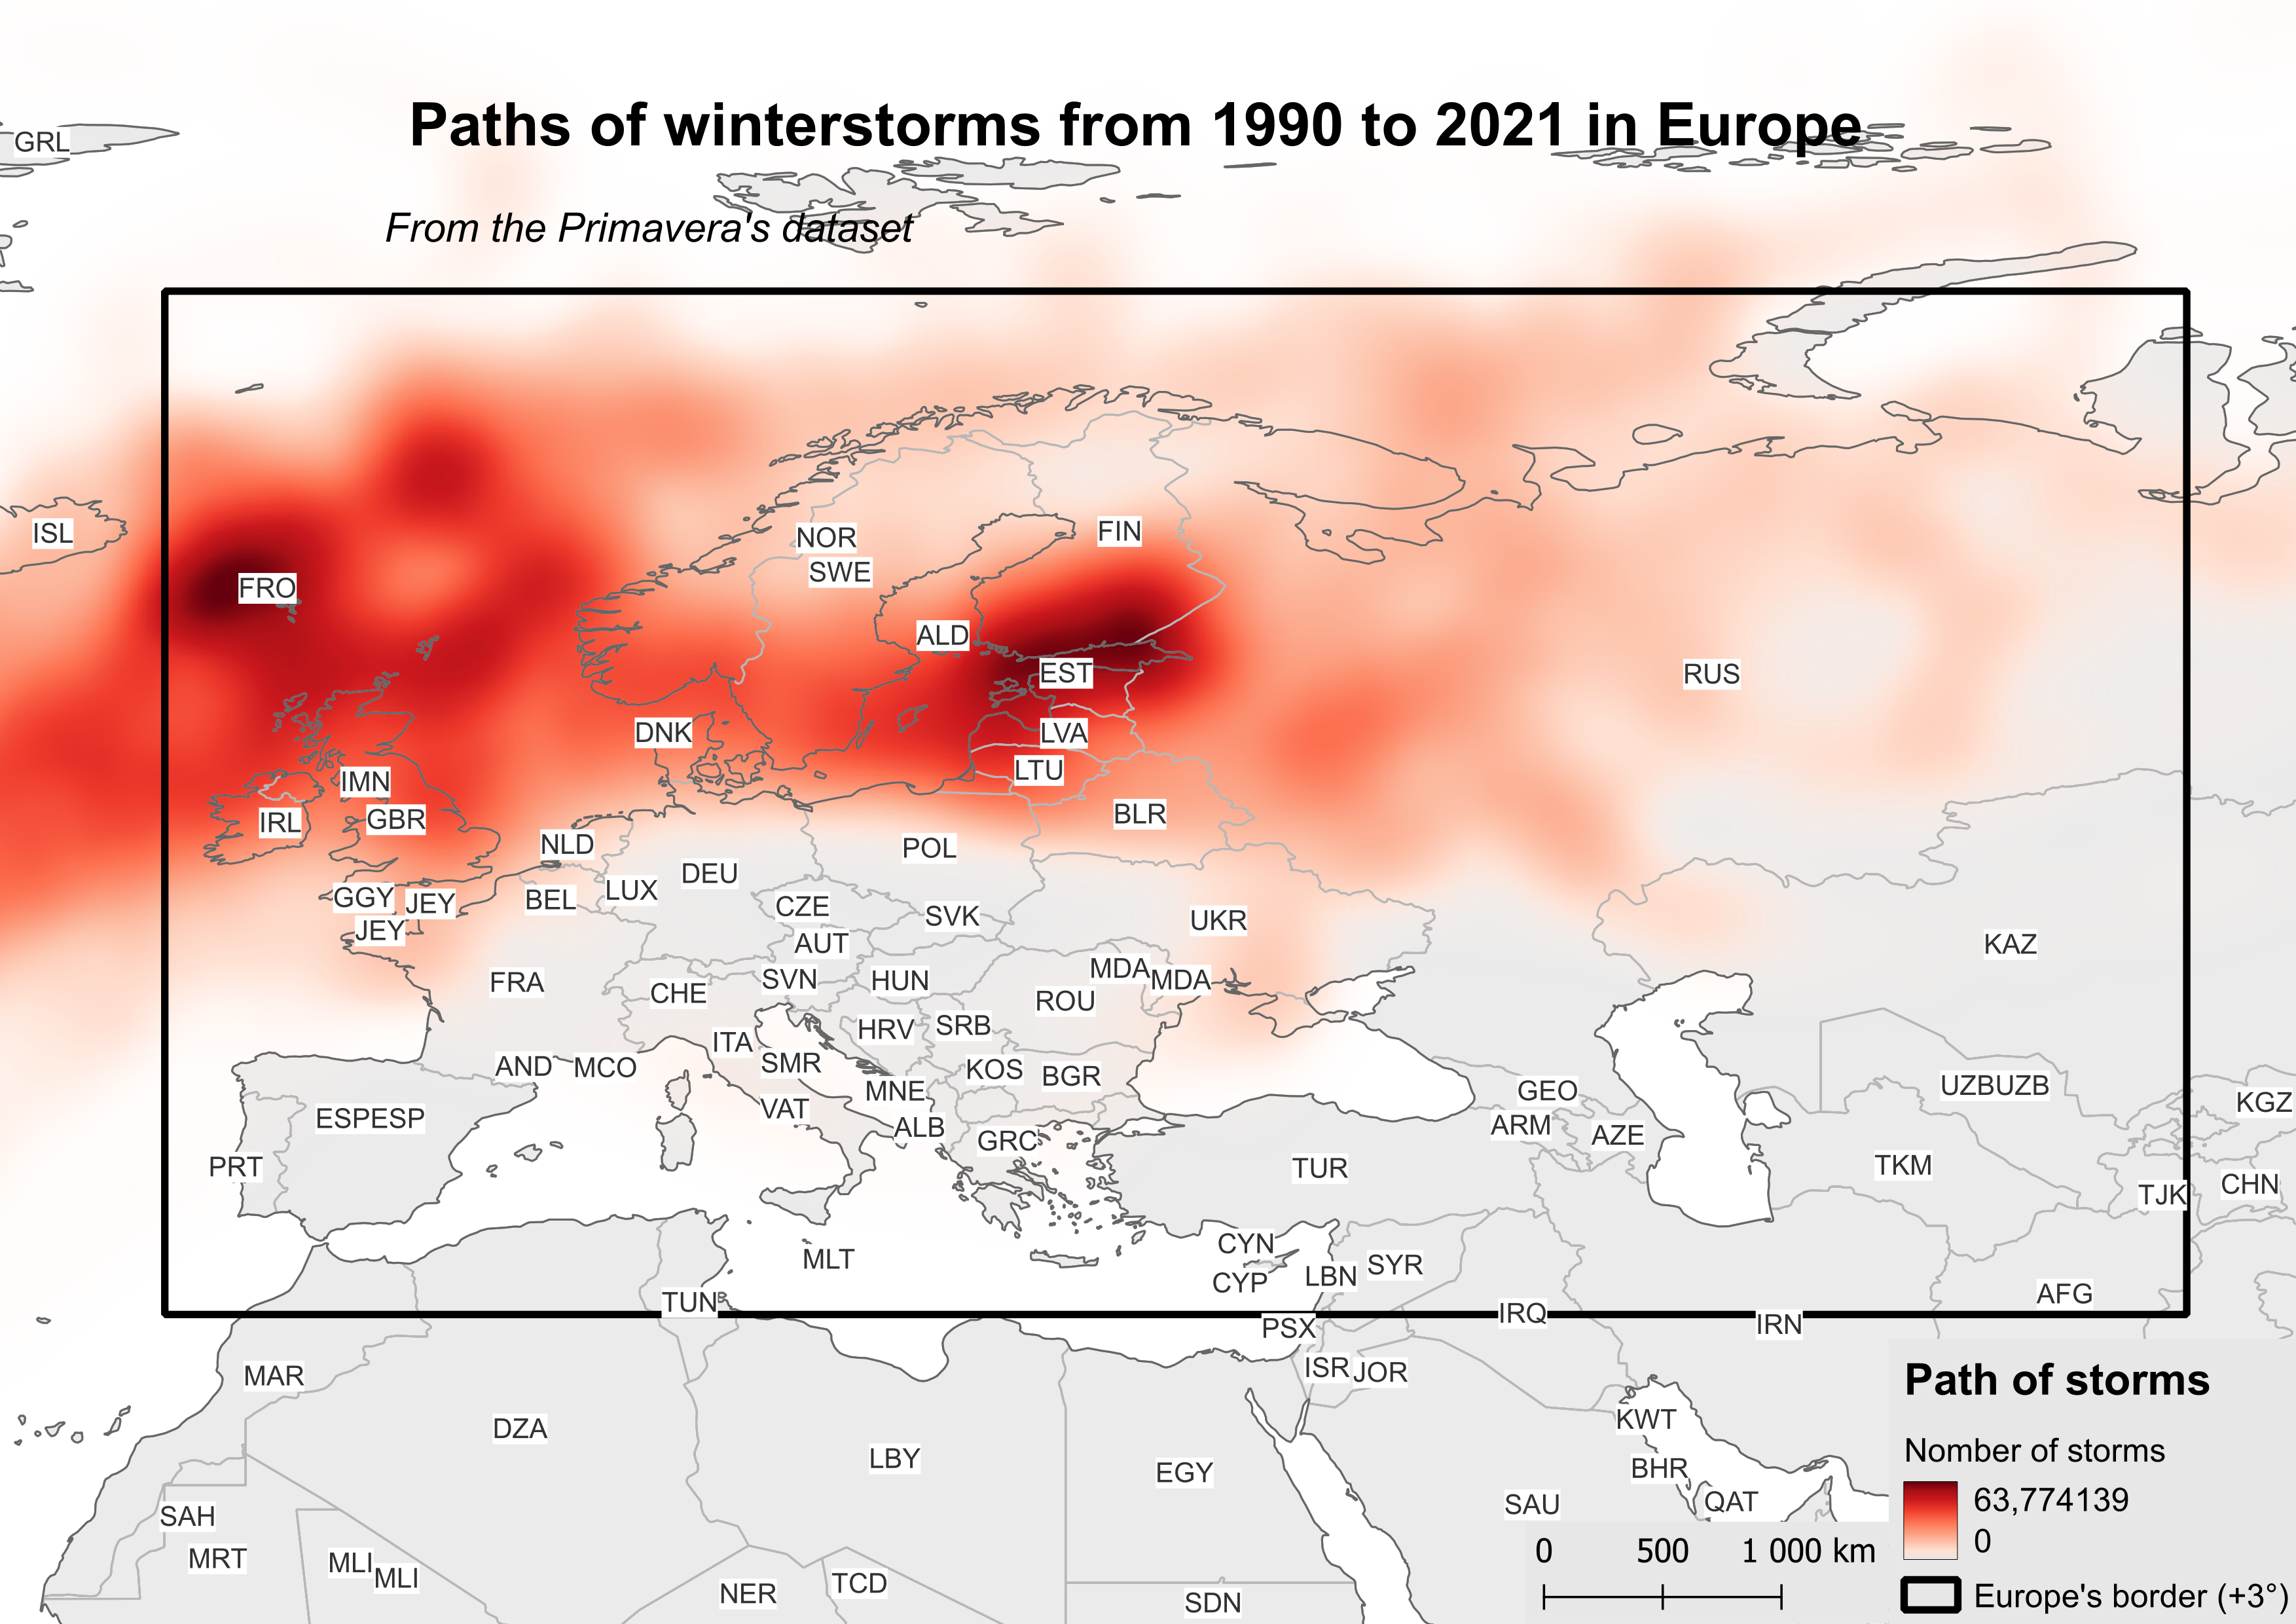 Paths of winterstorms from 1990 to 2021 in Europe
GRL
From the Primavera's dataset
ISL
NOR
FIN
SWE
FRO
ALD
EST
RUS
DNK
LVA
LTU
IMN
IRL
GBR
BLR
NLD
POL
DEU
LUX
GGY
JEY
BEL
CZE
SVK
UKR
JEY
AUT
KAZ
FRA
CHE
SVN
HUN
MDA
MDA
ROU
ITA
HRV
SRB
AND
MCO
SMR
KOS
BGR
MNE
GEO
UZBUZB
KGZ
ESPESP
VAT
ALB
GRC
ARM
AZE
PRT
TUR
TKM
TJK
CHN
MLT
CYN
CYP
LBN
SYR
AFG
TUN
PSX
IRQ
IRN
MAR
ISR
JOR
DZA
LBY
EGY
KWT
BHR
QAT
SAU
SAH
MRT
MLI
MLI
NER
TCD
SDN
0 500 1 000 km
Path of storms
Nomber of storms
63,774139
0
Europe's border (+3°)